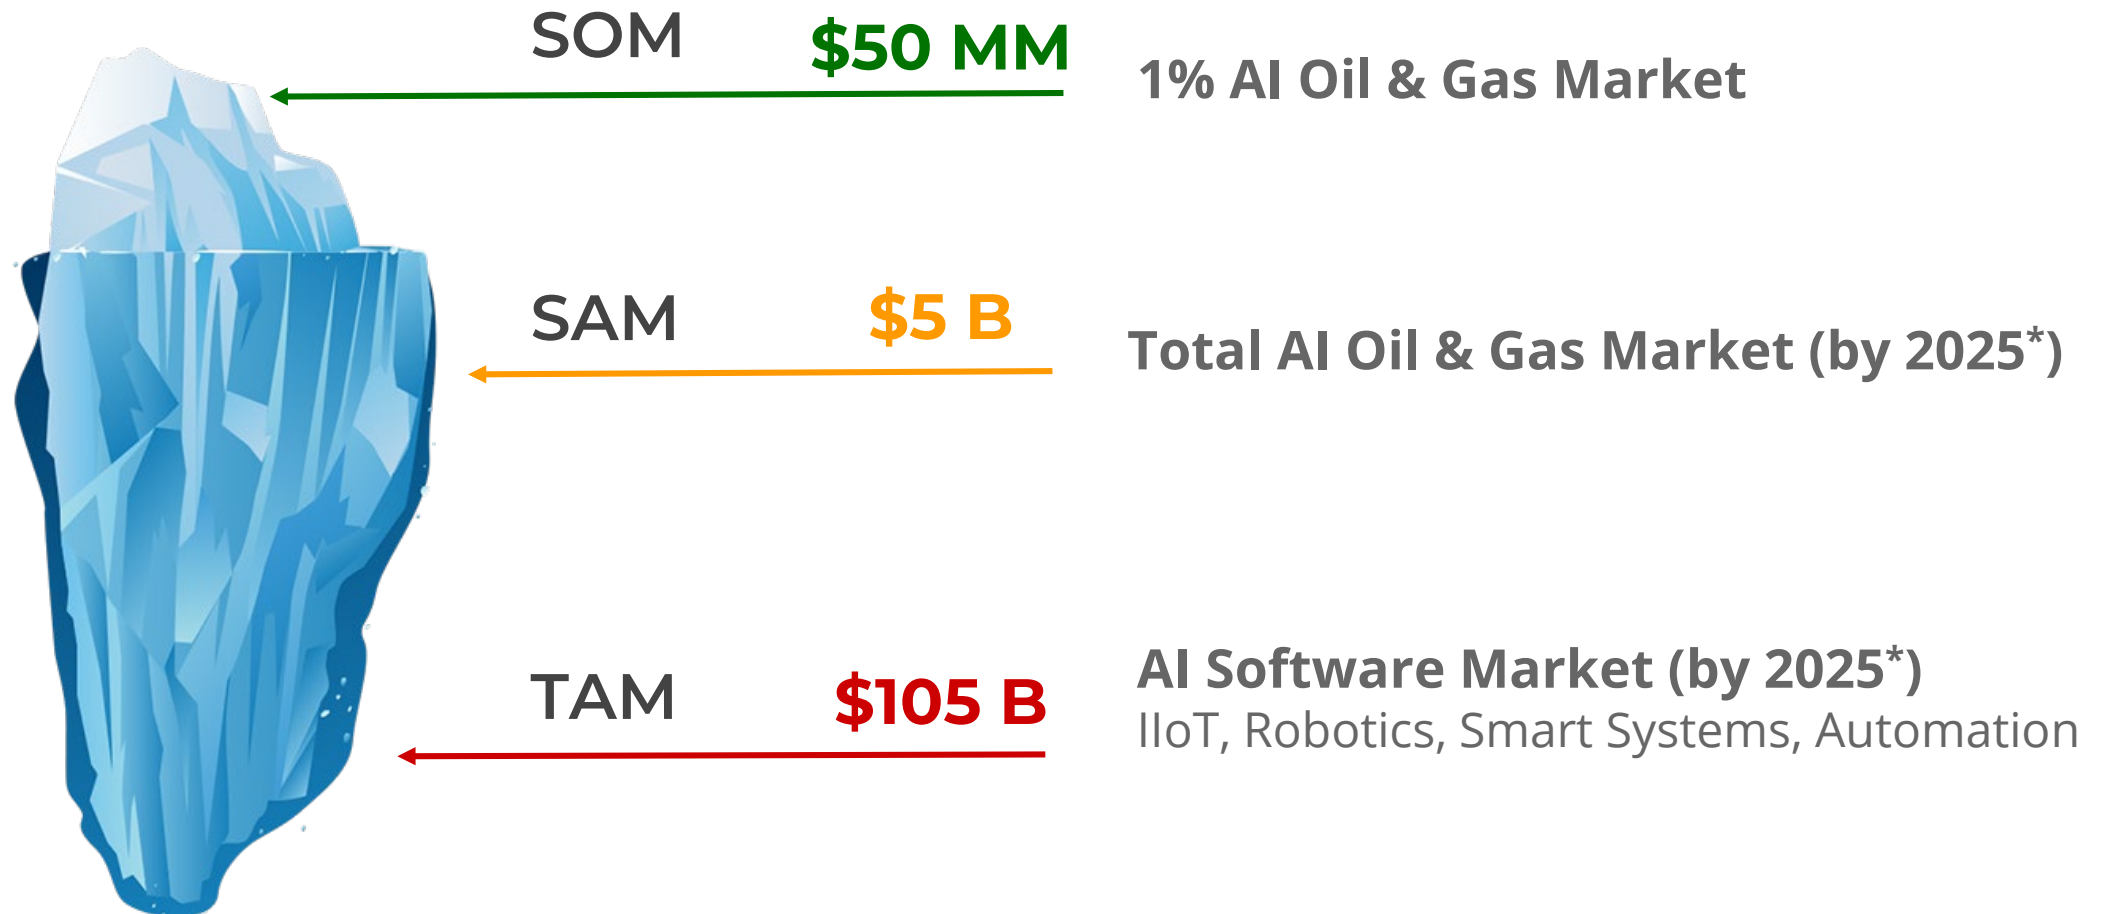 SOM $50 MM
1% AI Oil & Gas Market
SAM $5 B
Total AI Oil & Gas Market (by 2025*)
TAM $105 B
AI Software Market (by 2025*)
IIoT, Robotics, Smart Systems, Automation